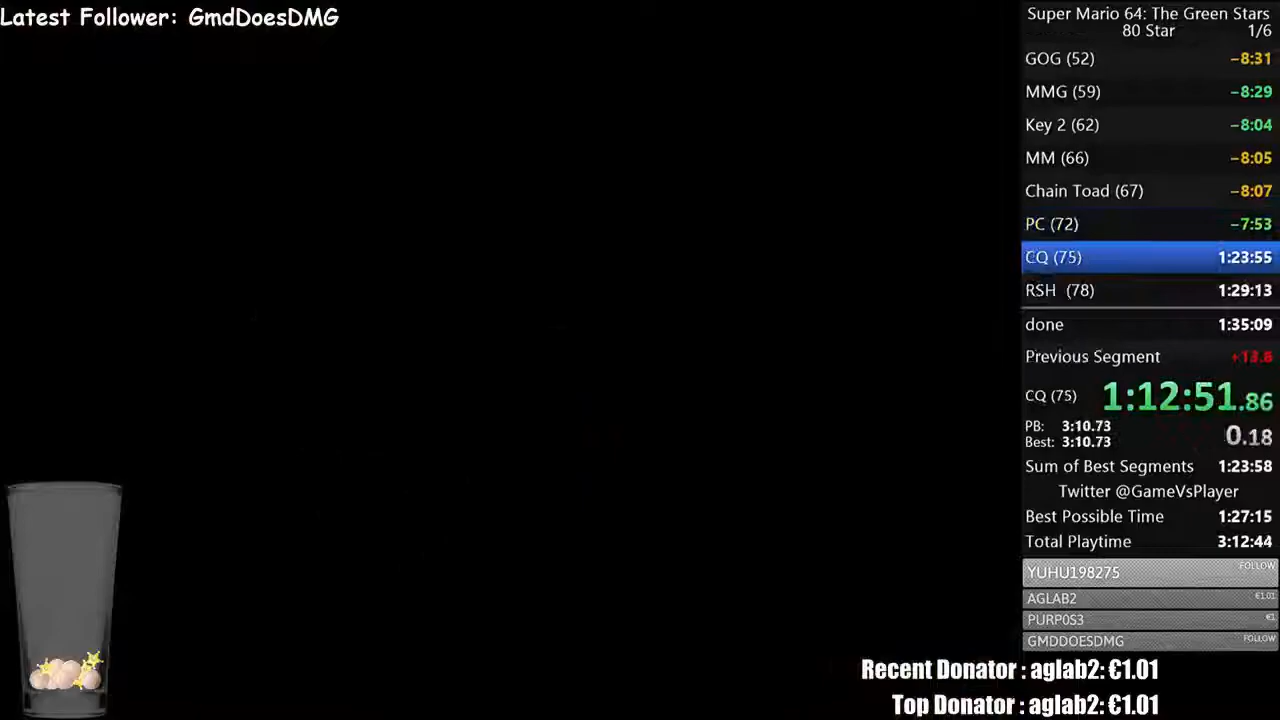 Latest Follower: GmdDoesDMG
Super Mario 64: The Green Stars
80 Star 1/6
GOG (52) -8:31
MMG (59) -8:29
Key 2 (62) -8:04
MM (66) -8:05
Chain Toad (67) -8:07
PC (72) -7:53
CQ (75) 1:23:55
RSH (78) 1:29:13
done 1:35:09
Previous Segment +13.6
CQ (75) 1:12:51.86
PB: 3:10.73
Best: 3:10.73 0.18
Sum of Best Segments 1:23:58
Twitter @GameVsPlayer
Best Possible Time 1:27:15
Total Playtime 3:12:44
YUHU198275 FOLLOW
AGLAB2 €1.01
PURP0S3 €1
GMDDOESDMG FOLLOW
Recent Donator : aglab2: €1.01
Top Donator : aglab2: €1.01